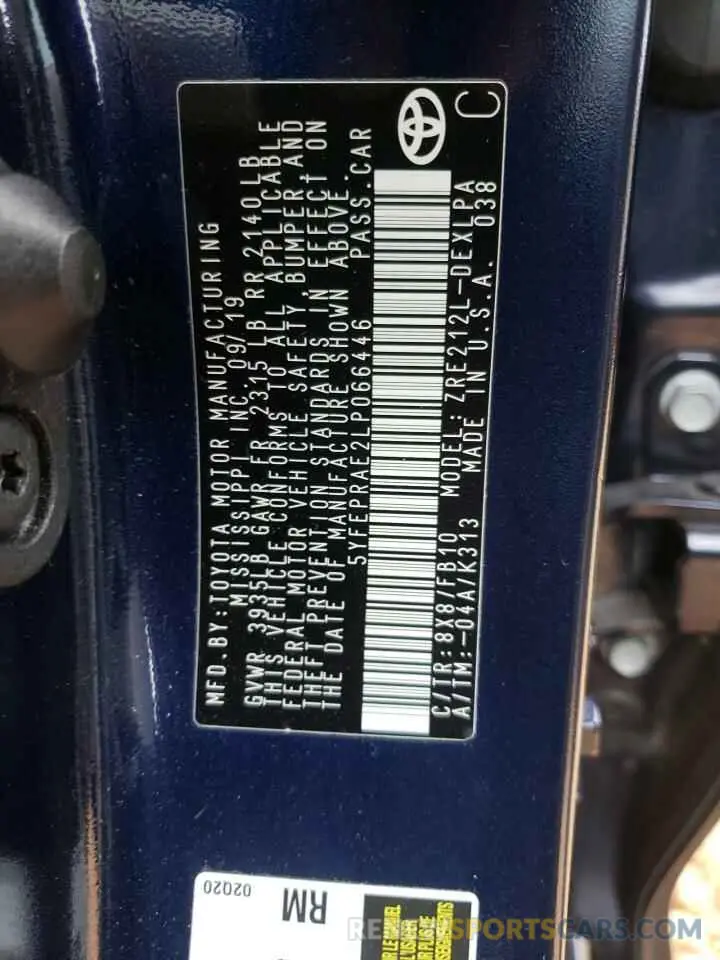 MFD. BY: TOYOTA MOTOR MANUFACTURING
MISSISSIPPI INC. 09/19
GVWR 3935LB GAWR FR 2315 LB RR 2140LB
THIS VEHICLE CONFORMS TO ALL APPLICABLE
FEDERAL MOTOR VEHICLE SAFETY, BUMPER AND
THEFT PREVENTION STANDARDS IN EFFECT ON
THE DATE OF MANUFACTURE SHOWN ABOVE.
5YFEPRAE2LP066446 PASS. CAR
C/TR: 8X8/FB10 MODEL: ZRE212L-DEXLPA
A/TM: -04A/K313 MADE IN U.S.A. 038
C
02Q20
RM
REMOVESPORTSCARS.COM